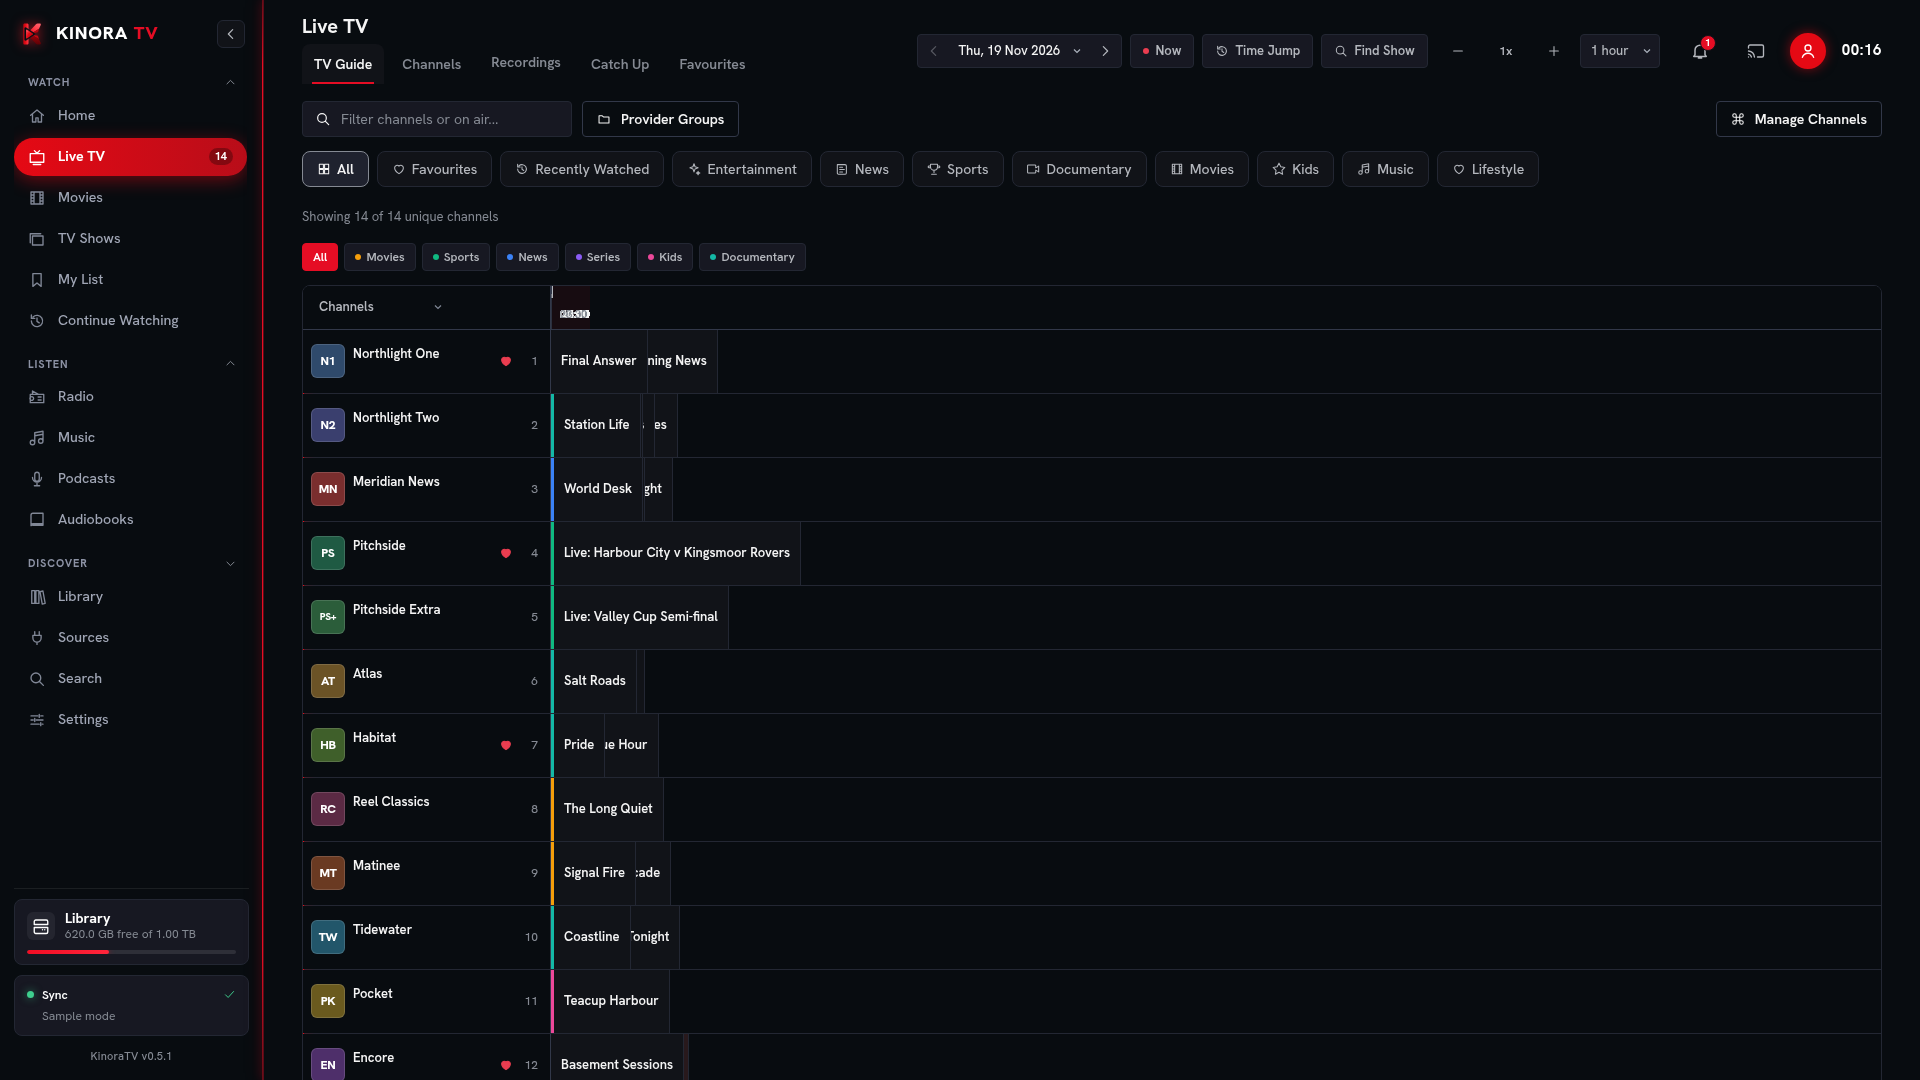 KINORA TV
WATCH
Home
Live TV 14
Movies
TV Shows
My List
Continue Watching
LISTEN
Radio
Music
Podcasts
Audiobooks
DISCOVER
Library
Sources
Search
Settings
Library
620.0 GB free of 1.00 TB
Sync
Sample mode
KinoraTV v0.5.1
Live TV
TV Guide Channels Recordings Catch Up Favourites
Thu, 19 Nov 2026 Now Time Jump Find Show 1x 1 hour 1 00:16
Filter channels or on air... Provider Groups Manage Channels
All Favourites Recently Watched Entertainment News Sports Documentary Movies Kids Music Lifestyle
Showing 14 of 14 unique channels
All Movies Sports News Series Kids Documentary
Channels
N1 Northlight One 1 Final Answer ning News
N2 Northlight Two 2 Station Life es
MN Meridian News 3 World Desk ght
PS Pitchside 4 Live: Harbour City v Kingsmoor Rovers
PS+ Pitchside Extra 5 Live: Valley Cup Semi-final
AT Atlas 6 Salt Roads
HB Habitat 7 Pride ue Hour
RC Reel Classics 8 The Long Quiet
MT Matinee 9 Signal Fire cade
TW Tidewater 10 Coastline Tonight
PK Pocket 11 Teacup Harbour
EN Encore 12 Basement Sessions